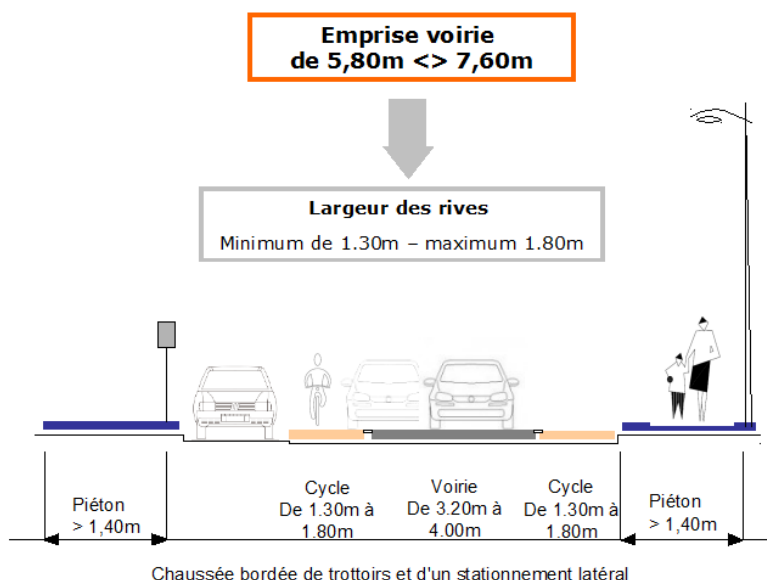 Emprise voirie
de 5,80m <> 7,60m
Largeur des rives
Minimum de 1.30m – maximum 1.80m
Piéton
> 1,40m
Cycle
De 1.30m à
1.80m
Voirie
De 3.20m à
4.00m
Cycle
De 1.30m à
1.80m
Piéton
> 1,40m
Chaussée bordée de trottoirs et d'un stationnement latéral